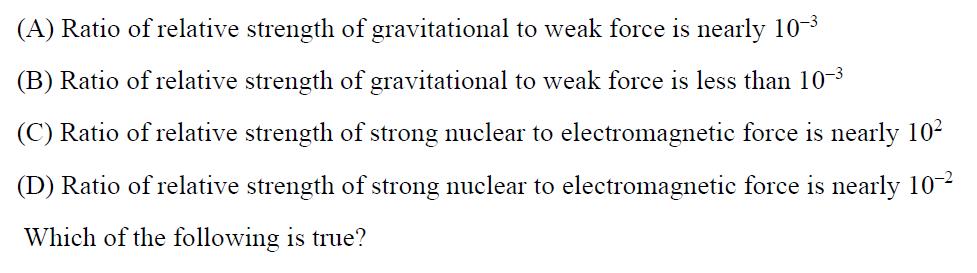 (A) Ratio of relative strength of gravitational to weak force is nearly 10⁻³
(B) Ratio of relative strength of gravitational to weak force is less than 10⁻³
(C) Ratio of relative strength of strong nuclear to electromagnetic force is nearly 10²
(D) Ratio of relative strength of strong nuclear to electromagnetic force is nearly 10⁻²
Which of the following is true?